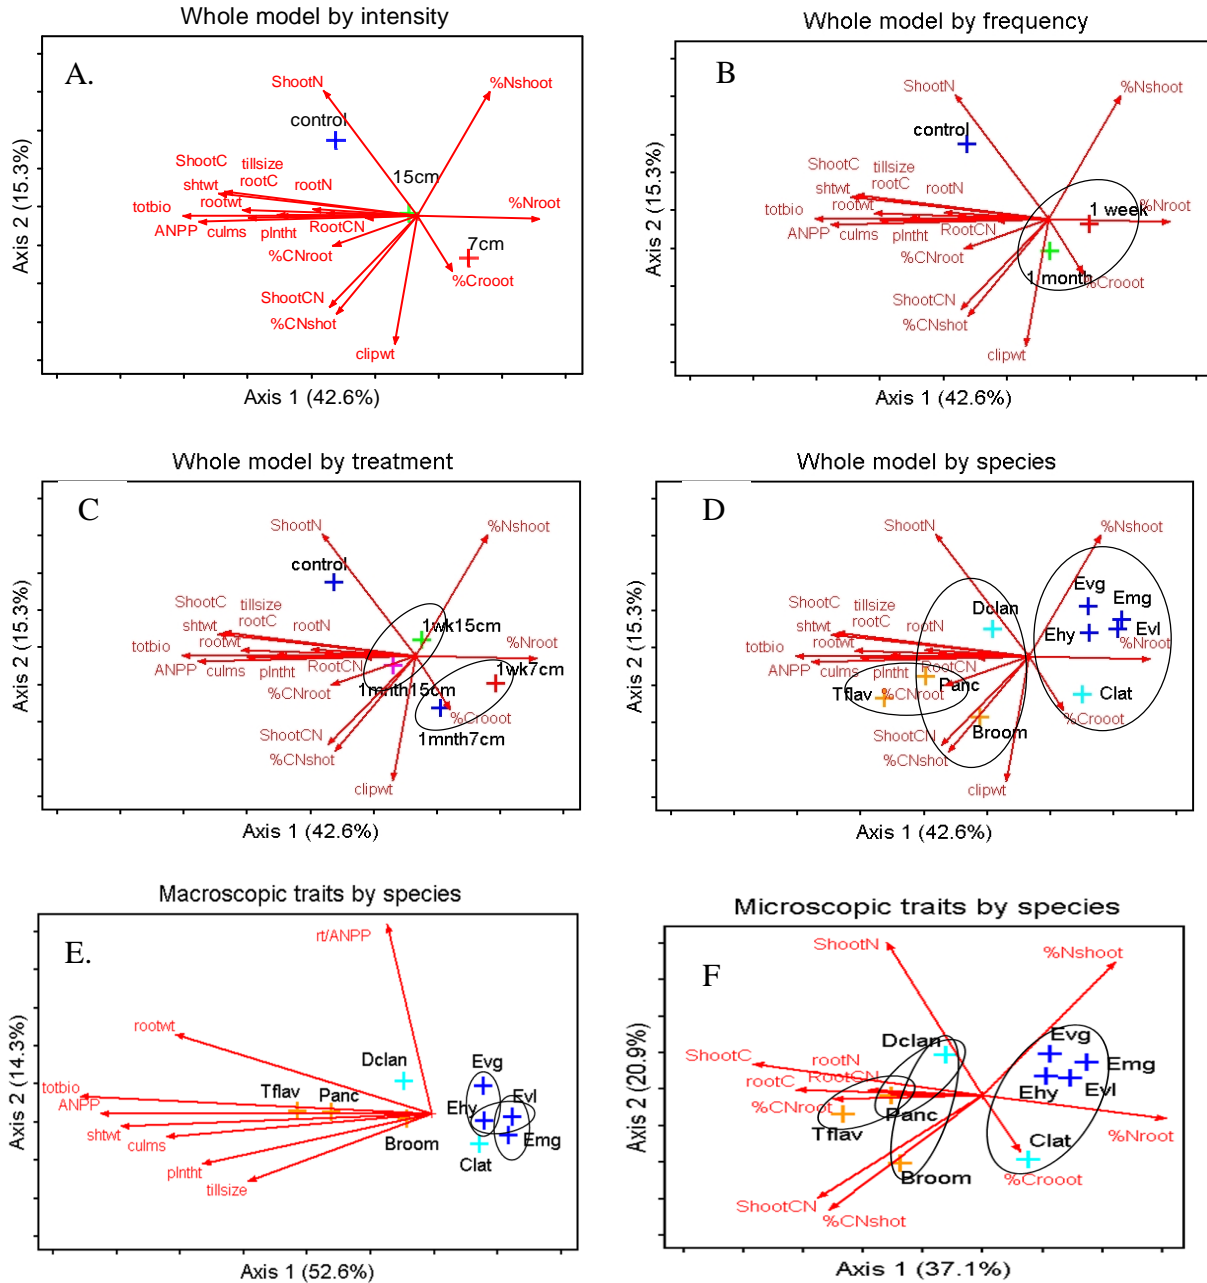 Whole model by intensity
A.
ShootN
%Nshoot
control
ShootC
tillsize
15cm
shtwt
rootC
rootN
rootwt
totbio
%Nroot
ANPP
culms
plntht
RootCN
7cm
%CNroot
%Crooot
ShootCN
%CNshot
clipwt
Axis 2 (15.3%)
Axis 1 (42.6%)
Whole model by frequency
B
ShootN
%Nshoot
control
ShootC
tillsize
shtwt
rootC
rootN
rootwt
totbio
1 week
%Nroot
ANPP
culms
plntht
RootCN
%CNroot
1 month
%Crooot
ShootCN
%CNshot
clipwt
Axis 2 (15.3%)
Axis 1 (42.6%)
Whole model by treatment
C
ShootN
%Nshoot
control
ShootC
tillsize
shtwt
rootC
rootN
1wk15cm
rootwt
totbio
%Nroot
ANPP
culms
plntht
RootCN
1wk7cm
%CNroot
1mnth15cm
%Crooot
1mnth7cm
ShootCN
%CNshot
clipwt
Axis 2 (15.3%)
Axis 1 (42.6%)
Whole model by species
D
ShootN
%Nshoot
Evg
Emg
ShootC
tillsize
Dclan
shtwt
rootC
rootN
Ehy
Evl
rootwt
%Nroot
totbio
ANPP
culms
plntht
RootCN
Tflav
%CNroot
Panc
Clat
%Crooot
ShootCN
Broom
%CNshot
clipwt
Axis 2 (15.3%)
Axis 1 (42.6%)
Macroscopic traits by species
E.
rt/ANPP
rootwt
Dclan
Evg
totbio
Tflav
Panc
Ehy
Evl
ANPP
shtwt
culms
Broom
Emg
Clat
plntht
tillsize
Axis 2 (14.3%)
Axis 1 (52.6%)
Microscopic traits by species
F
ShootN
%Nshoot
Dclan
Evg
ShootC
rootN
Emg
rootC
RootCN
Ehy
Evl
%CNroot
Panc
Tflav
%Nroot
Clat
Broom
%Crooot
ShootCN
%CNshot
Axis 2 (20.9%)
Axis 1 (37.1%)